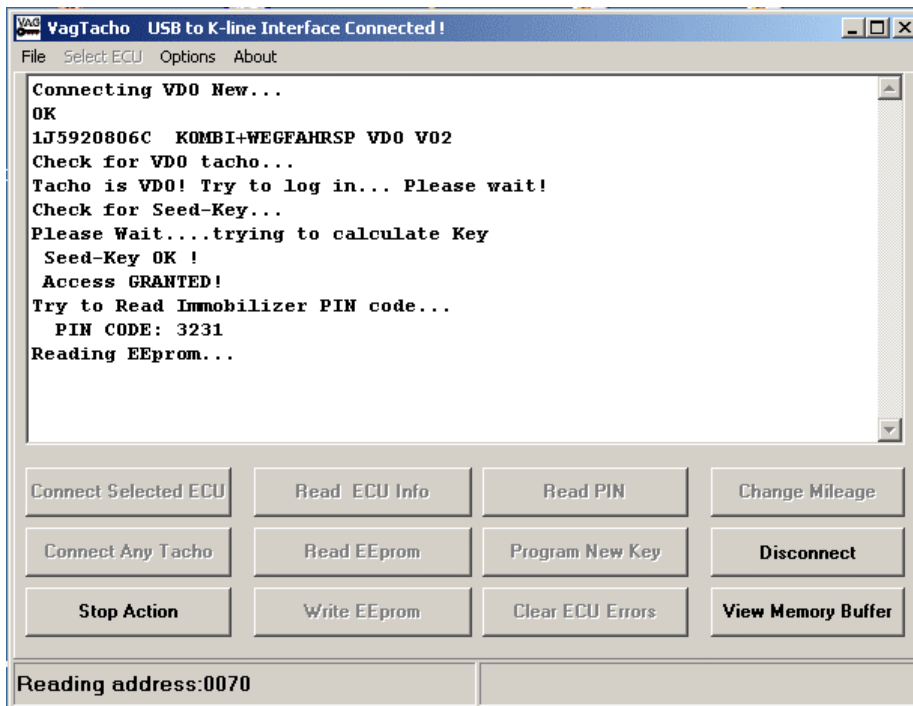 VAG
VagTacho USB to K-line Interface Connected !
File Select ECU Options About
Connecting VDO New...
OK
1J5920806C KOMBI+WEGFAHRSP VDO V02
Check for VDO tacho...
Tacho is VDO! Try to log in... Please wait!
Check for Seed-Key...
Please Wait....trying to calculate Key
Seed-Key OK !
Access GRANTED!
Try to Read Immobilizer PIN code...
PIN CODE: 3231
Reading EEprom...
Connect Selected ECU Read ECU Info Read PIN Change Mileage
Connect Any Tacho Read EEprom Program New Key Disconnect
Stop Action Write EEprom Clear ECU Errors View Memory Buffer
Reading address:0070